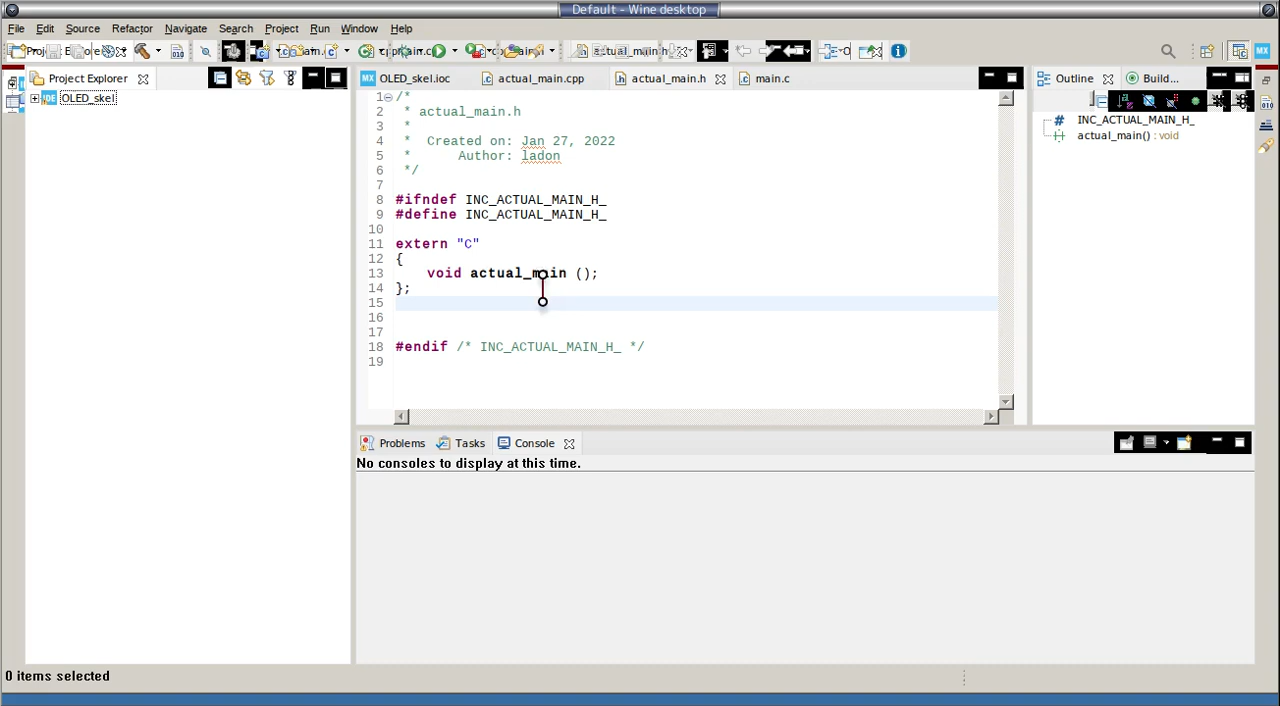 Default - Wine desktop
File Edit Source Refactor Navigate Search Project Run Window Help
MX
Project Explorer
MX OLED_skel.ioc actual_main.cpp actual_main.h main.c
Outline Build...
IDE OLED_skel
1 /*
2 * actual_main.h
3 *
4 * Created on: Jan 27, 2022
5 * Author: ladon
6 */
7
8 #ifndef INC_ACTUAL_MAIN_H_
9 #define INC_ACTUAL_MAIN_H_
10
11 extern "C"
12 {
13 void actual_main ();
14 };
15
16
17
18 #endif /* INC_ACTUAL_MAIN_H_ */
19
# INC_ACTUAL_MAIN_H_
actual_main() : void
Problems Tasks Console
No consoles to display at this time.
0 items selected